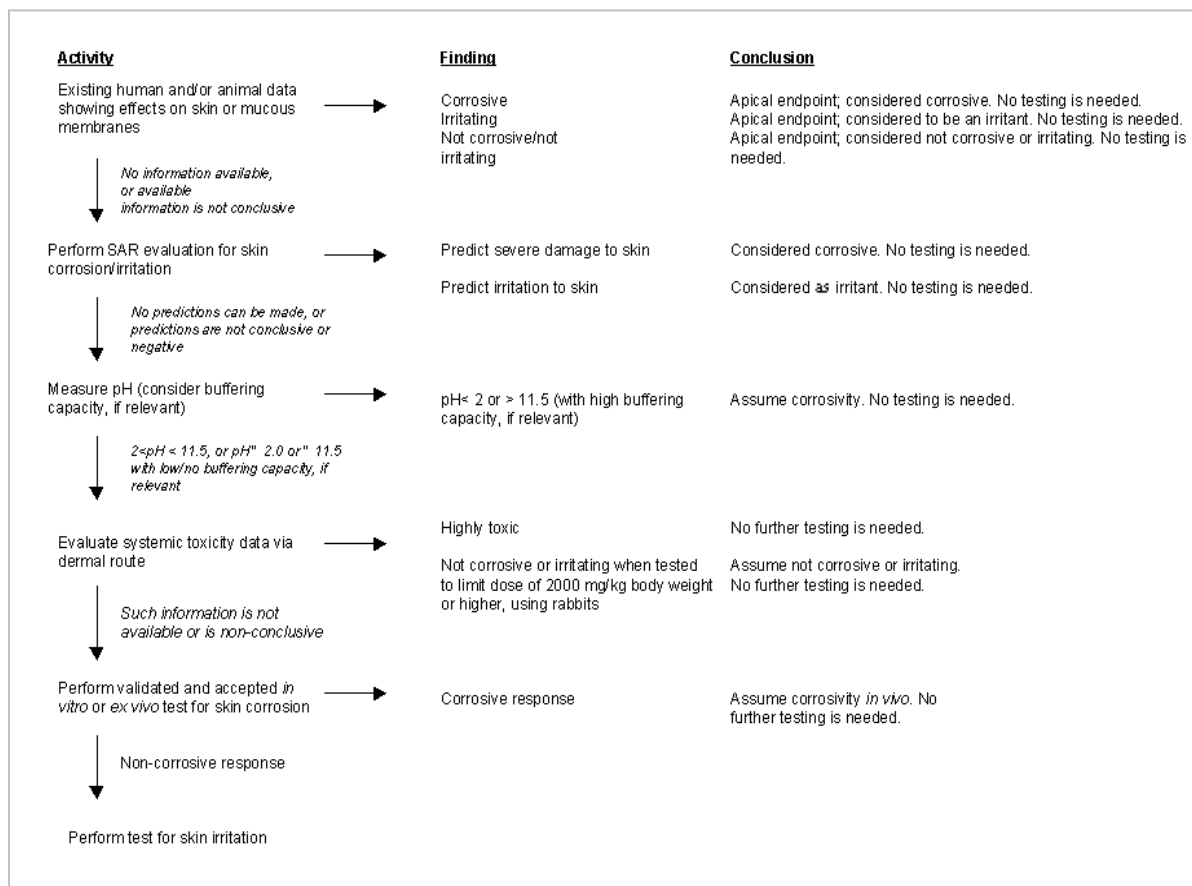 Activity
Finding
Conclusion
Existing human and/or animal data
showing effects on skin or mucous
membranes
Corrosive
Irritating
Not corrosive/not
irritating
Apical endpoint; considered corrosive. No testing is needed.
Apical endpoint; considered to be an irritant. No testing is needed.
Apical endpoint; considered not corrosive or irritating. No testing is
needed.
No information available,
or available
information is not conclusive
Perform SAR evaluation for skin
corrosion/irritation
Predict severe damage to skin
Considered corrosive. No testing is needed.
Predict irritation to skin
Considered as irritant. No testing is needed.
No predictions can be made, or
predictions are not conclusive or
negative
Measure pH (consider buffering
capacity, if relevant)
pH< 2 or > 11.5 (with high buffering
capacity, if relevant)
Assume corrosivity. No testing is needed.
2<pH < 11.5, or pH" 2.0 or " 11.5
with low/no buffering capacity, if
relevant
Evaluate systemic toxicity data via
dermal route
Highly toxic
No further testing is needed.
Not corrosive or irritating when tested
to limit dose of 2000 mg/kg body weight
or higher, using rabbits
Assume not corrosive or irritating.
No further testing is needed.
Such information is not
available or is non-conclusive
Perform validated and accepted in
vitro or ex vivo test for skin corrosion
Corrosive response
Assume corrosivity in vivo. No
further testing is needed.
Non-corrosive response
Perform test for skin irritation